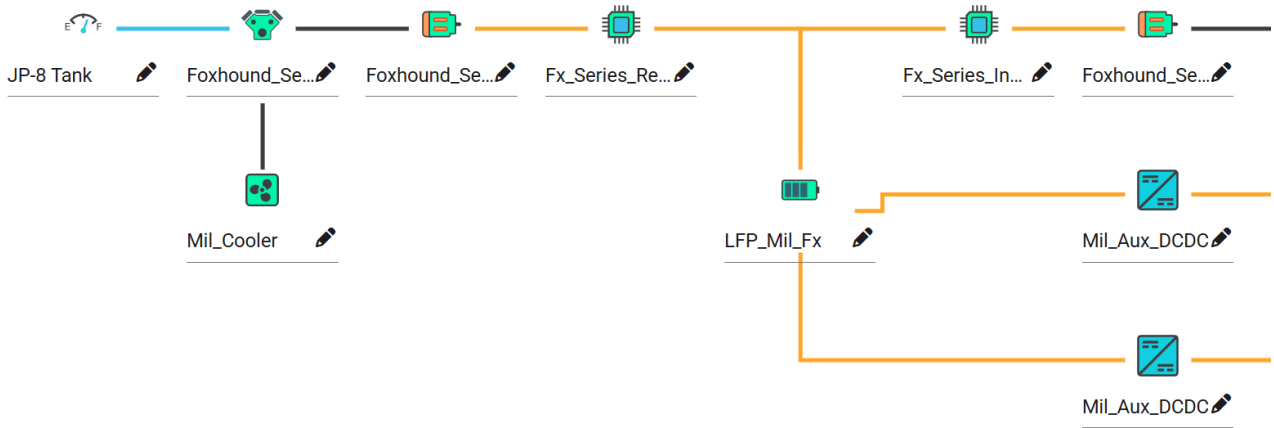 E F
JP-8 Tank
Foxhound_Se...
Foxhound_Se...
Fx_Series_Re...
Fx_Series_In...
Foxhound_Se...
Mil_Cooler
LFP_Mil_Fx
Mil_Aux_DCDC
Mil_Aux_DCDC